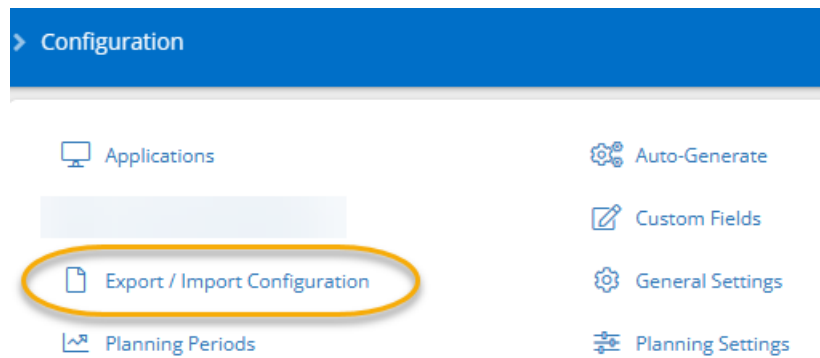 Configuration
Applications
Auto-Generate
Custom Fields
Export / Import Configuration
General Settings
Planning Periods
Planning Settings